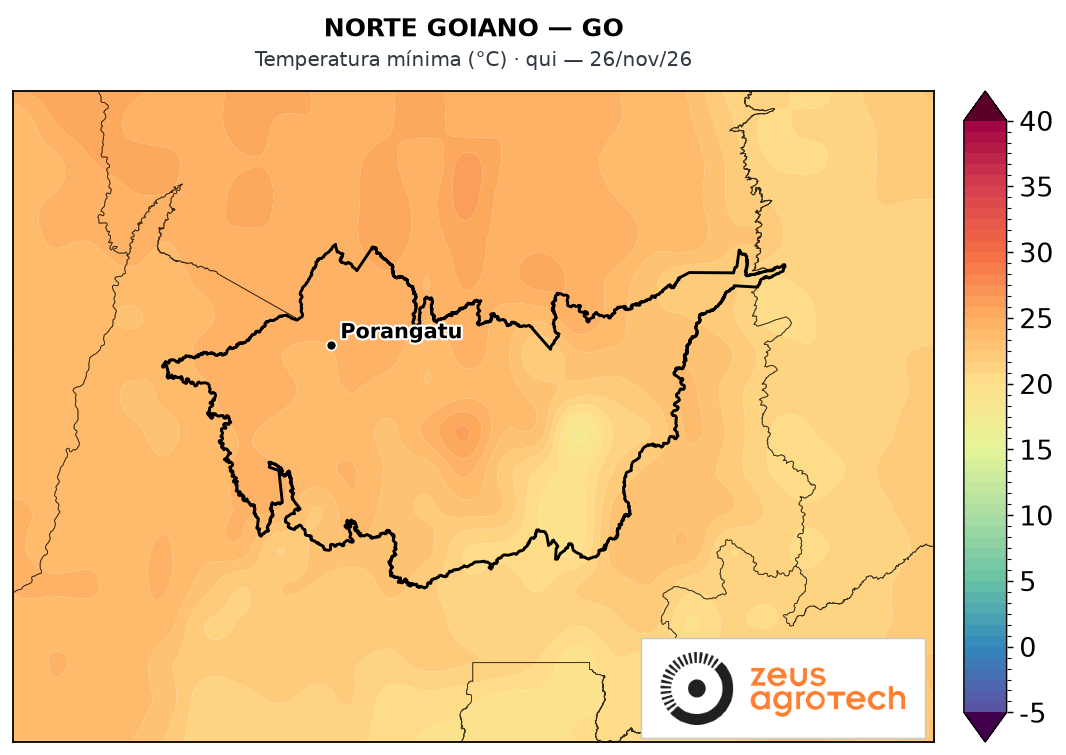 NORTE GOIANO — GO
Temperatura mínima (°C) · qui — 26/nov/26
Porangatu
40
35
30
25
20
15
10
5
0
-5
zeus
agrotech